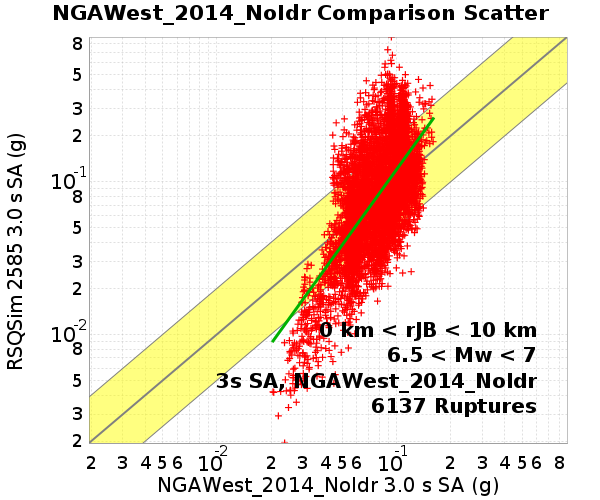 NGAWest_2014_NoIdr Comparison Scatter
RSQSim 2585 3.0 s SA (g)
8
5
3
2
10-1
8
5
3
2
10-2
8
5
3
2
0 km < rJB < 10 km
6.5 < Mw < 7
3s SA, NGAWest_2014_NoIdr
6137 Ruptures
2 3 4 5 6 10-2 2 3 4 5 6 10-1 2 3 4 5 6 8
NGAWest_2014_NoIdr 3.0 s SA (g)